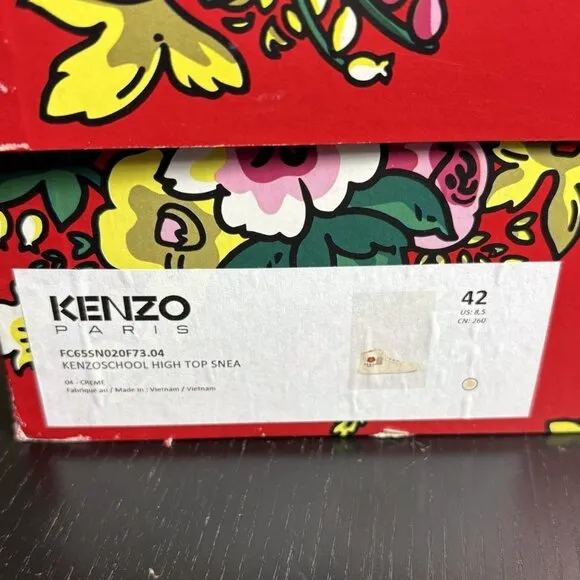 KENZO
PARIS
FC65SN020F73.04
KENZOSCHOOL HIGH TOP SNEA
04 - CREME
Fabriqué au / Made in : Vietnam / Vietnam
42
US: 8,5
CN: 260